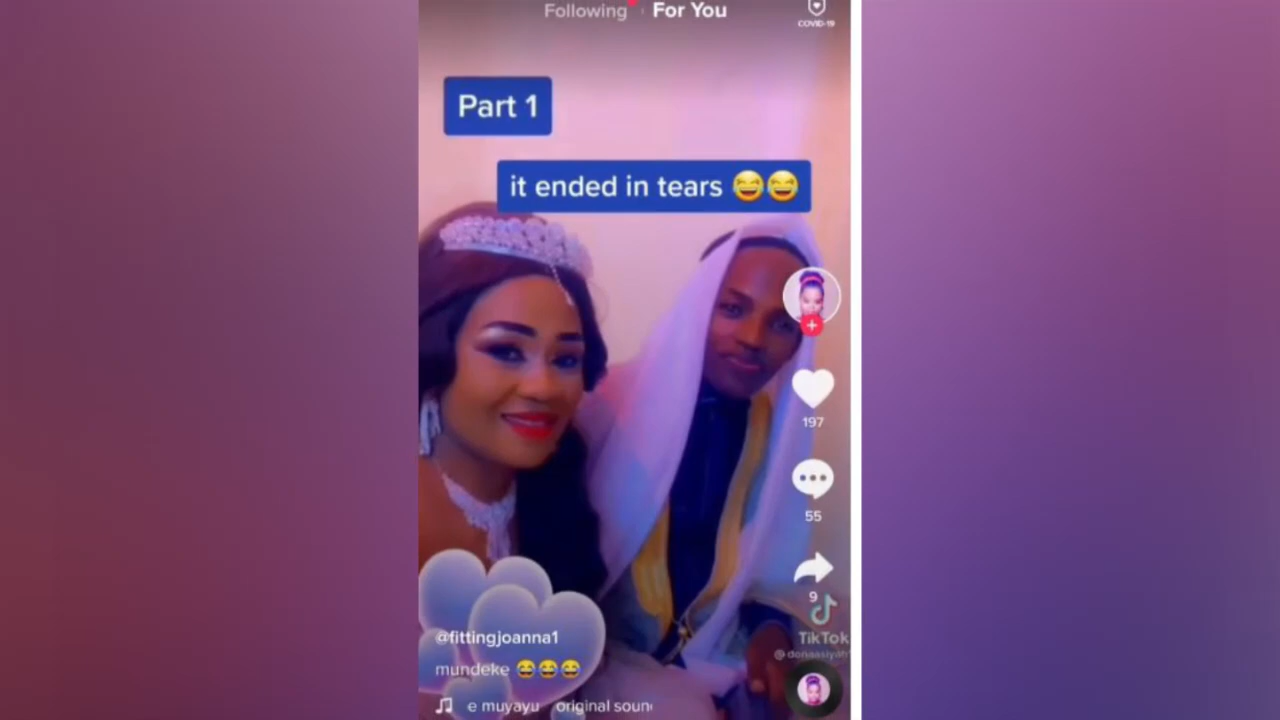 Following For You
COVID-19
Part 1
it ended in tears 😂😂
197
55
9
TikTok
@fittingjoanna1
mundeke 😂😂😂
e muyayu original soun